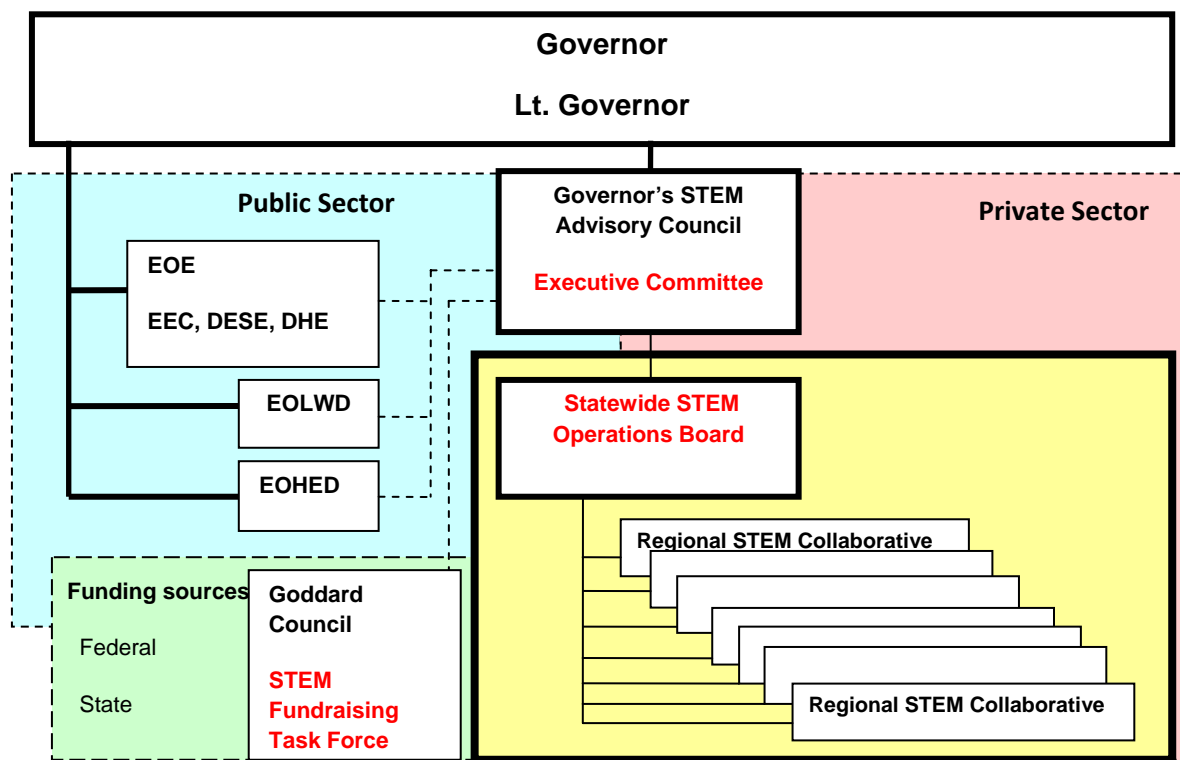 Governor
Lt. Governor
Public Sector
Governor’s STEM
Advisory Council
Executive Committee
Private Sector
EOE
EEC, DESE, DHE
EOLWD
EOHED
Statewide STEM
Operations Board
Regional STEM Collaborative
Regional STEM Collaborative
Funding sources
Federal
State
Goddard
Council
STEM
Fundraising
Task Force